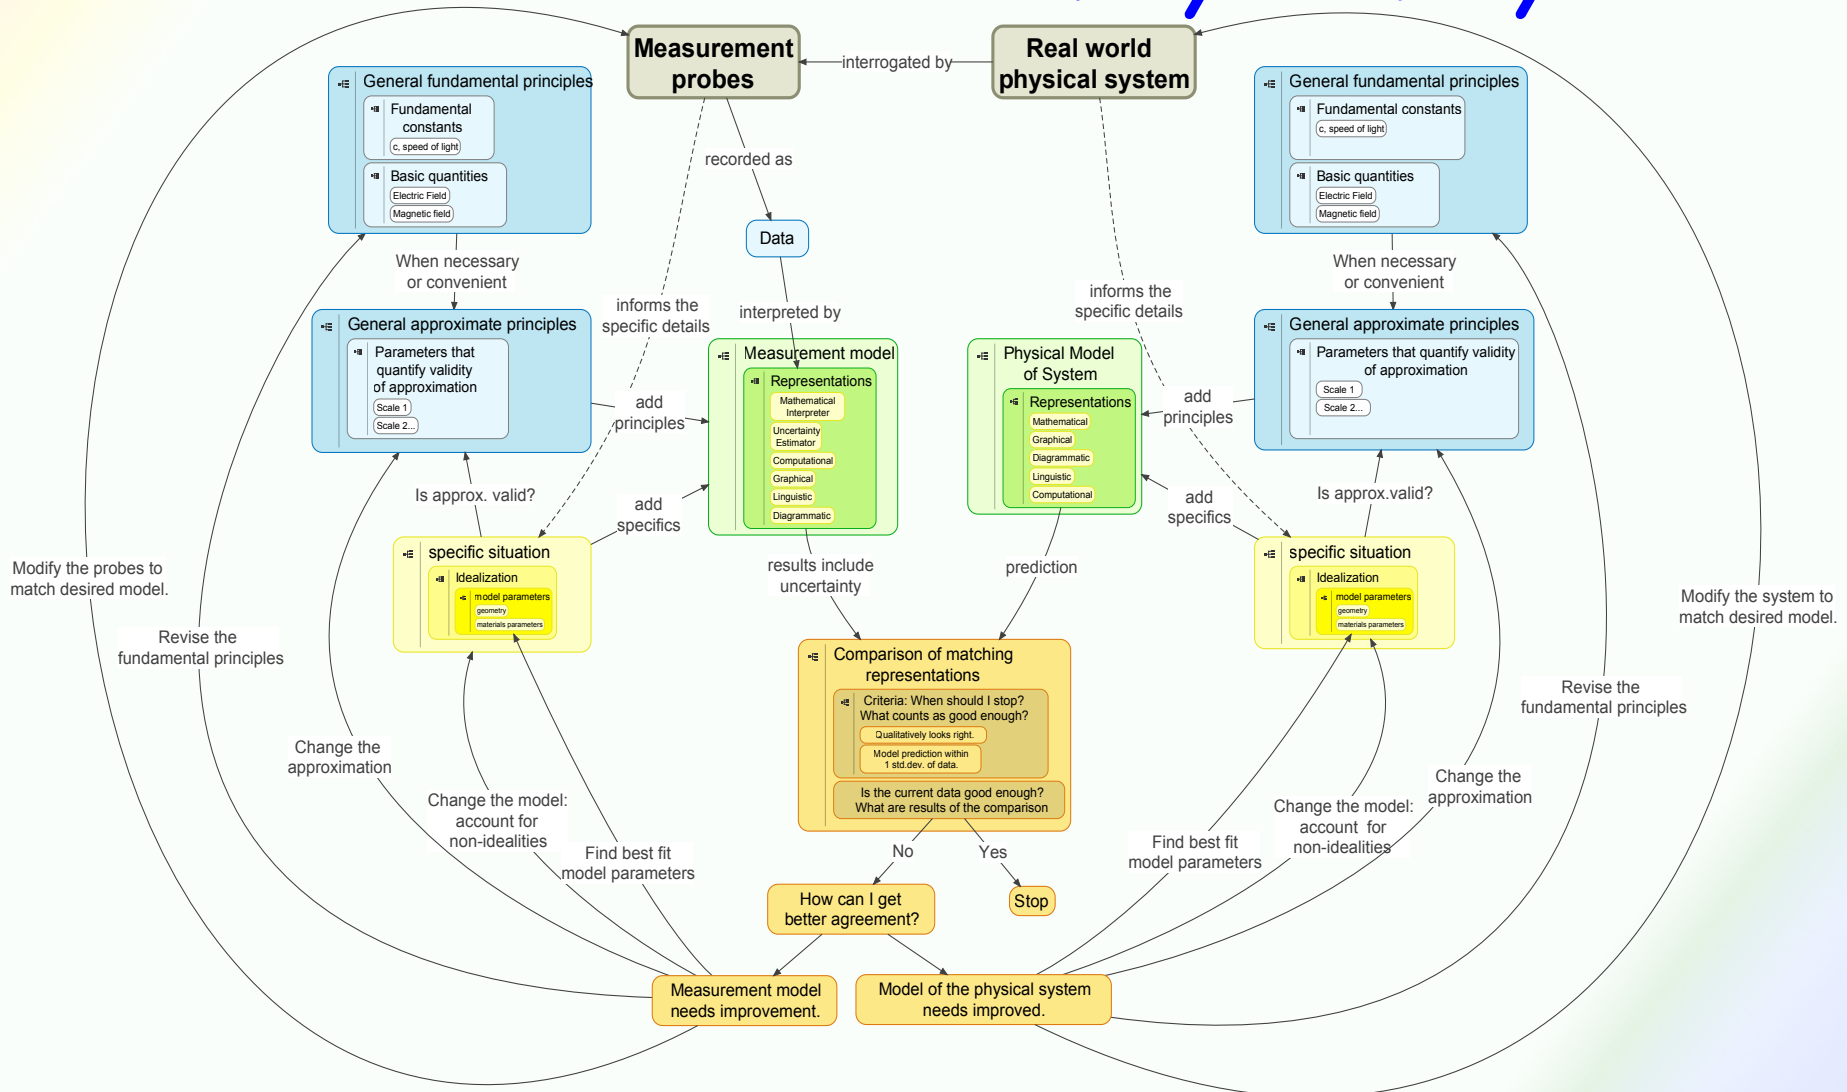 Measurement
probes
interrogated by
Real world
physical system
General fundamental principles
Fundamental
constants
c, speed of light
Basic quantities
Electric Field
Magnetic field
When necessary
or convenient
General approximate principles
Parameters that
quantify validity
of approximation
Scale 1
Scale 2...
Is approx. valid?
specific situation
Idealization
model parameters
geometry
materials parameters
recorded as
Data
interpreted by
informs the
specific details
add
principles
add
specifics
Measurement model
Representations
Mathematical
Interpreter
Uncertainty
Estimator
Computational
Graphical
Linguistic
Diagrammatic
results include
uncertainty
Physical Model
of System
Representations
Mathematical
Graphical
Diagrammatic
Linguistic
Computational
prediction
informs the
specific details
add
principles
add
specifics
General fundamental principles
Fundamental constants
c, speed of light
Basic quantities
Electric Field
Magnetic field
When necessary
or convenient
General approximate principles
Parameters that quantify validity
of approximation
Scale 1
Scale 2...
Is approx.valid?
specific situation
Idealization
model parameters
geometry
materials parameters
Comparison of matching
representations
Criteria: When should I stop?
What counts as good enough?
Qualitatively looks right.
Model prediction within
1 std.dev. of data.
Is the current data good enough?
What are results of the comparison
No
Yes
How can I get
better agreement?
Stop
Measurement model
needs improvement.
Model of the physical system
needs improved.
Modify the probes to
match desired model.
Revise the
fundamental principles
Change the
approximation
Change the model:
account for
non-idealities
Find best fit
model parameters
Find best fit
model parameters
Change the model:
account for
non-idealities
Change the
approximation
Revise the
fundamental principles
Modify the system to
match desired model.